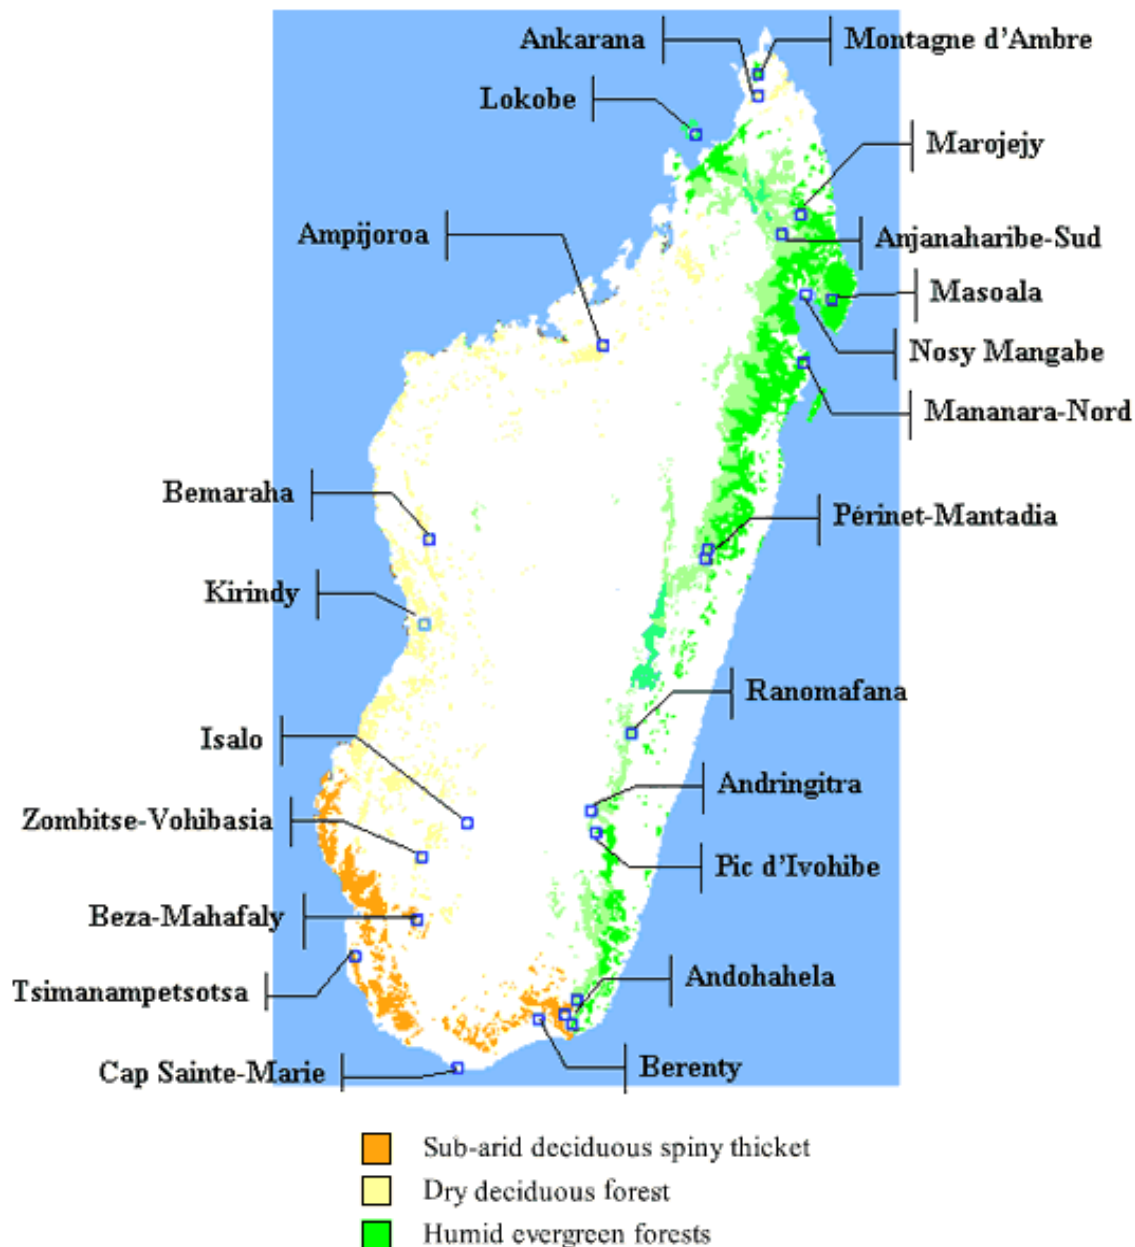 Ankarana
Montagne d'Ambre
Lokobe
Marojejy
Ampijoroa
Anjanaharibe-Sud
Masoala
Nosy Mangabe
Mananara-Nord
Bemaraha
Périnet-Mantadia
Kirindy
Ranomafana
Isalo
Andringitra
Zombitse-Vohibasia
Pic d'Ivohibe
Beza-Mahafaly
Andohahela
Tsimanampetsotsa
Berenty
Cap Sainte-Marie
Sub-arid deciduous spiny thicket
Dry deciduous forest
Humid evergreen forests